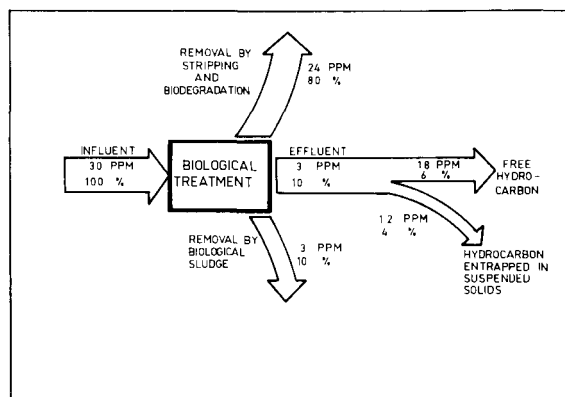 REMOVAL BY
STRIPPING
AND
BIODEGRADATION
24 PPM
80 %
INFLUENT
30 PPM
100 %
BIOLOGICAL
TREATMENT
EFFLUENT
3 PPM
10 %
1.8 PPM
6 %
FREE
HYDRO-
CARBON
1.2 PPM
4 %
HYDROCARBON
ENTRAPPED IN
SUSPENDED
SOLIDS
REMOVAL BY
BIOLOGICAL
SLUDGE
3 PPM
10 %